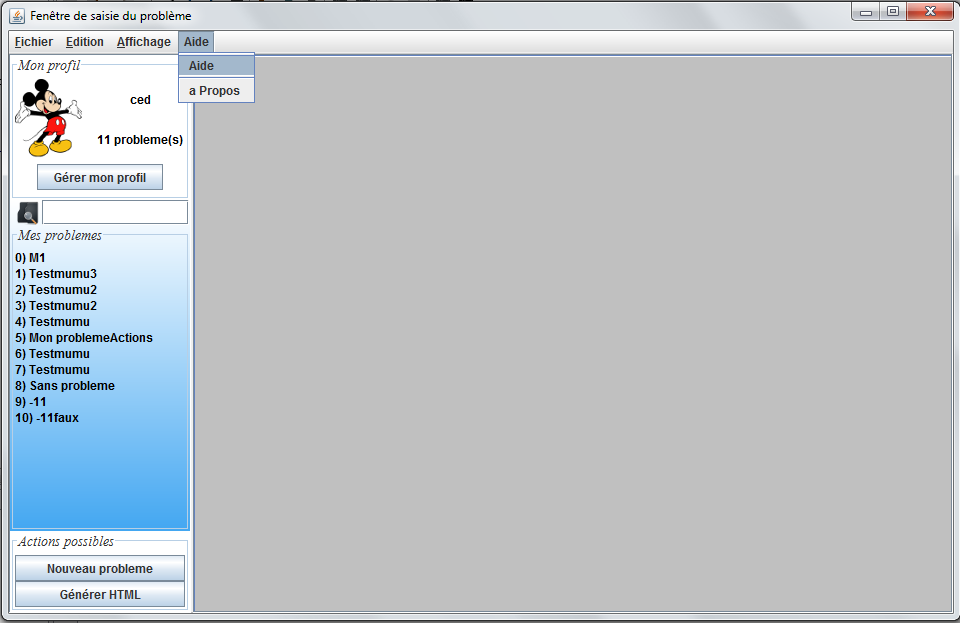 Fenêtre de saisie du problème
Fichier Edition Affichage Aide
Aide
a Propos
Mon profil
ced
11 probleme(s)
Gérer mon profil
Mes problemes
0) M1
1) Testmumu3
2) Testmumu2
3) Testmumu2
4) Testmumu
5) Mon problemeActions
6) Testmumu
7) Testmumu
8) Sans probleme
9) -11
10) -11faux
Actions possibles
Nouveau probleme
Générer HTML